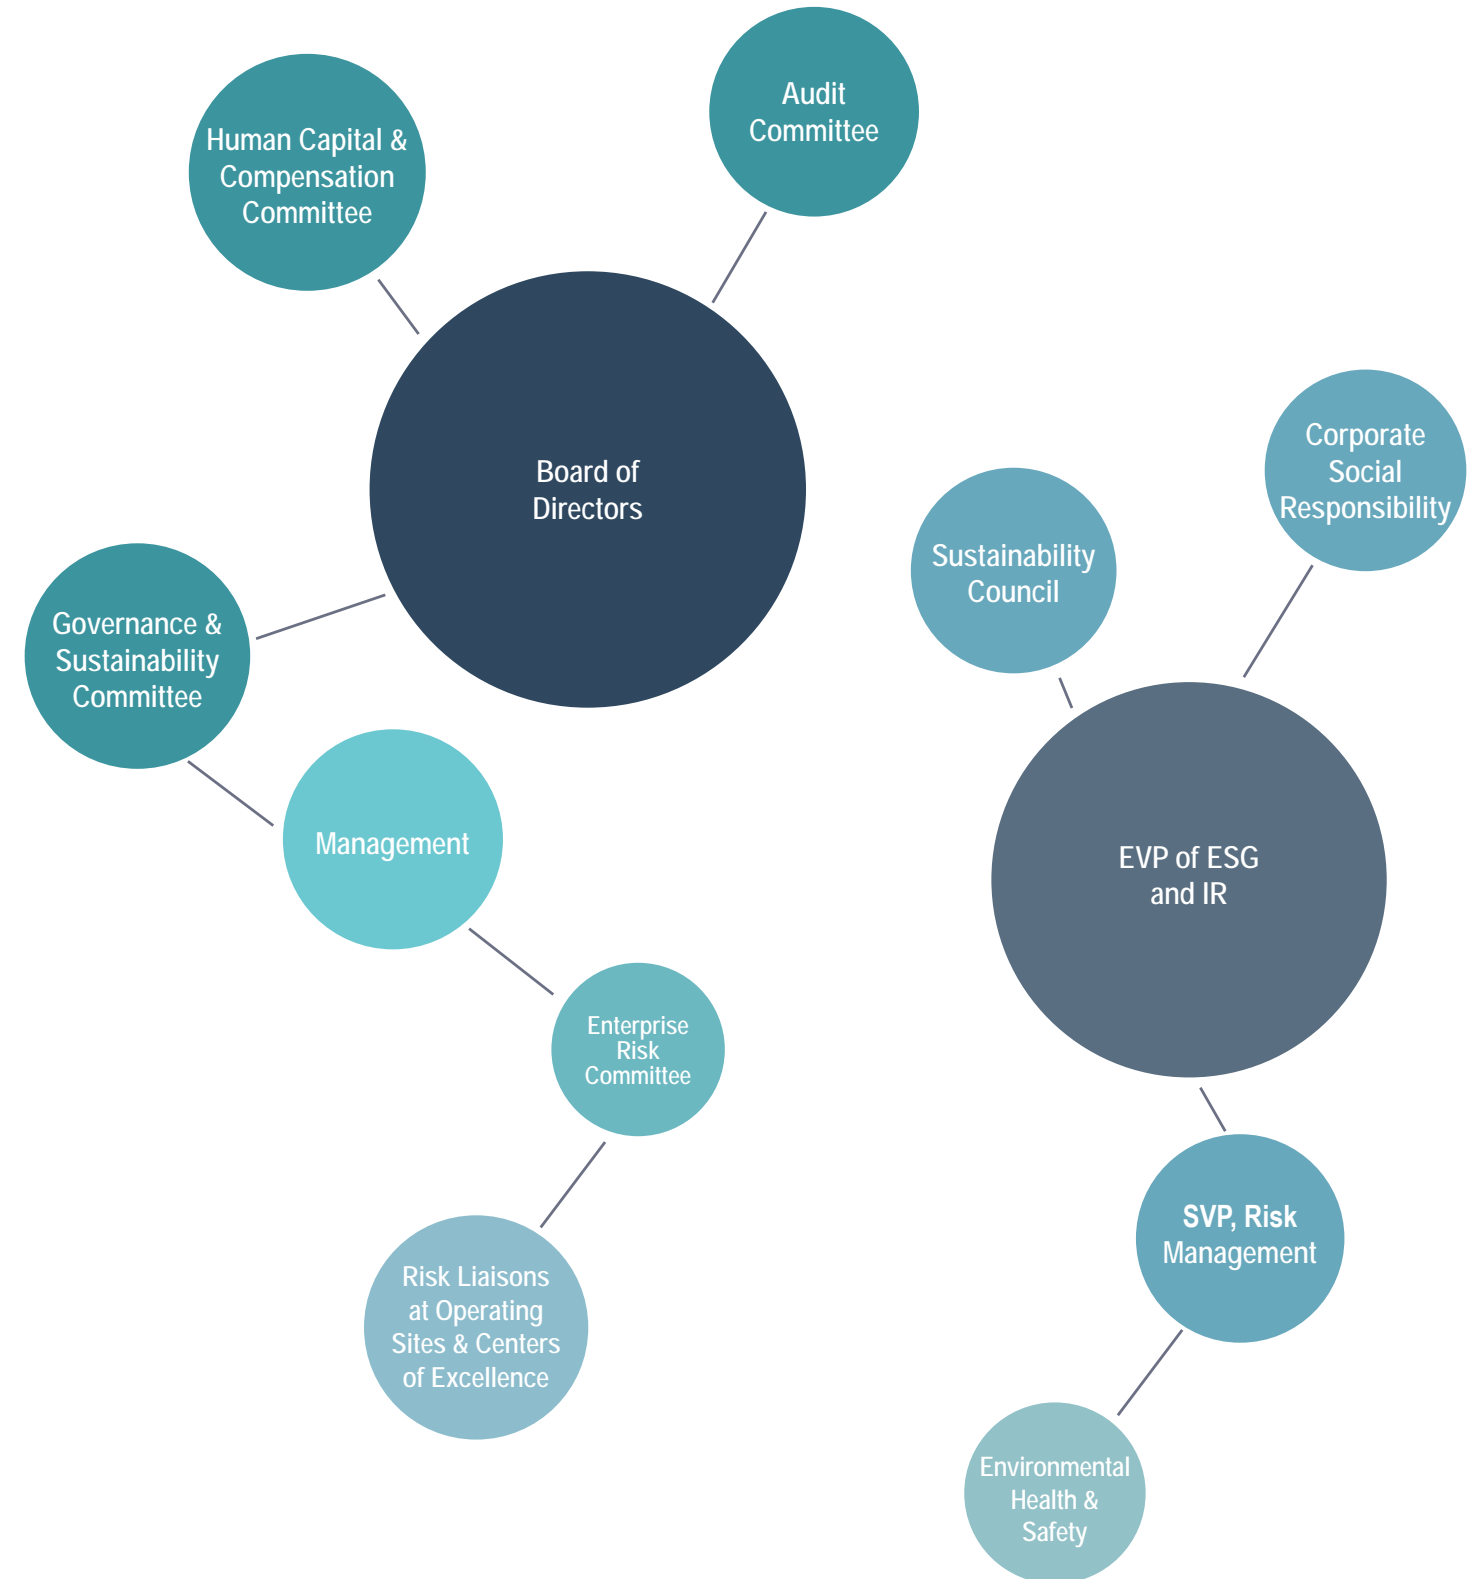 Audit
Committee
Human Capital &
Compensation
Committee
Board of
Directors
Corporate
Social
Responsibility
Sustainability
Council
Governance &
Sustainability
Committee
Management
EVP of ESG
and IR
Enterprise
Risk
Committee
SVP, Risk
Management
Risk Liaisons
at Operating
Sites & Centers
of Excellence
Environmental
Health &
Safety